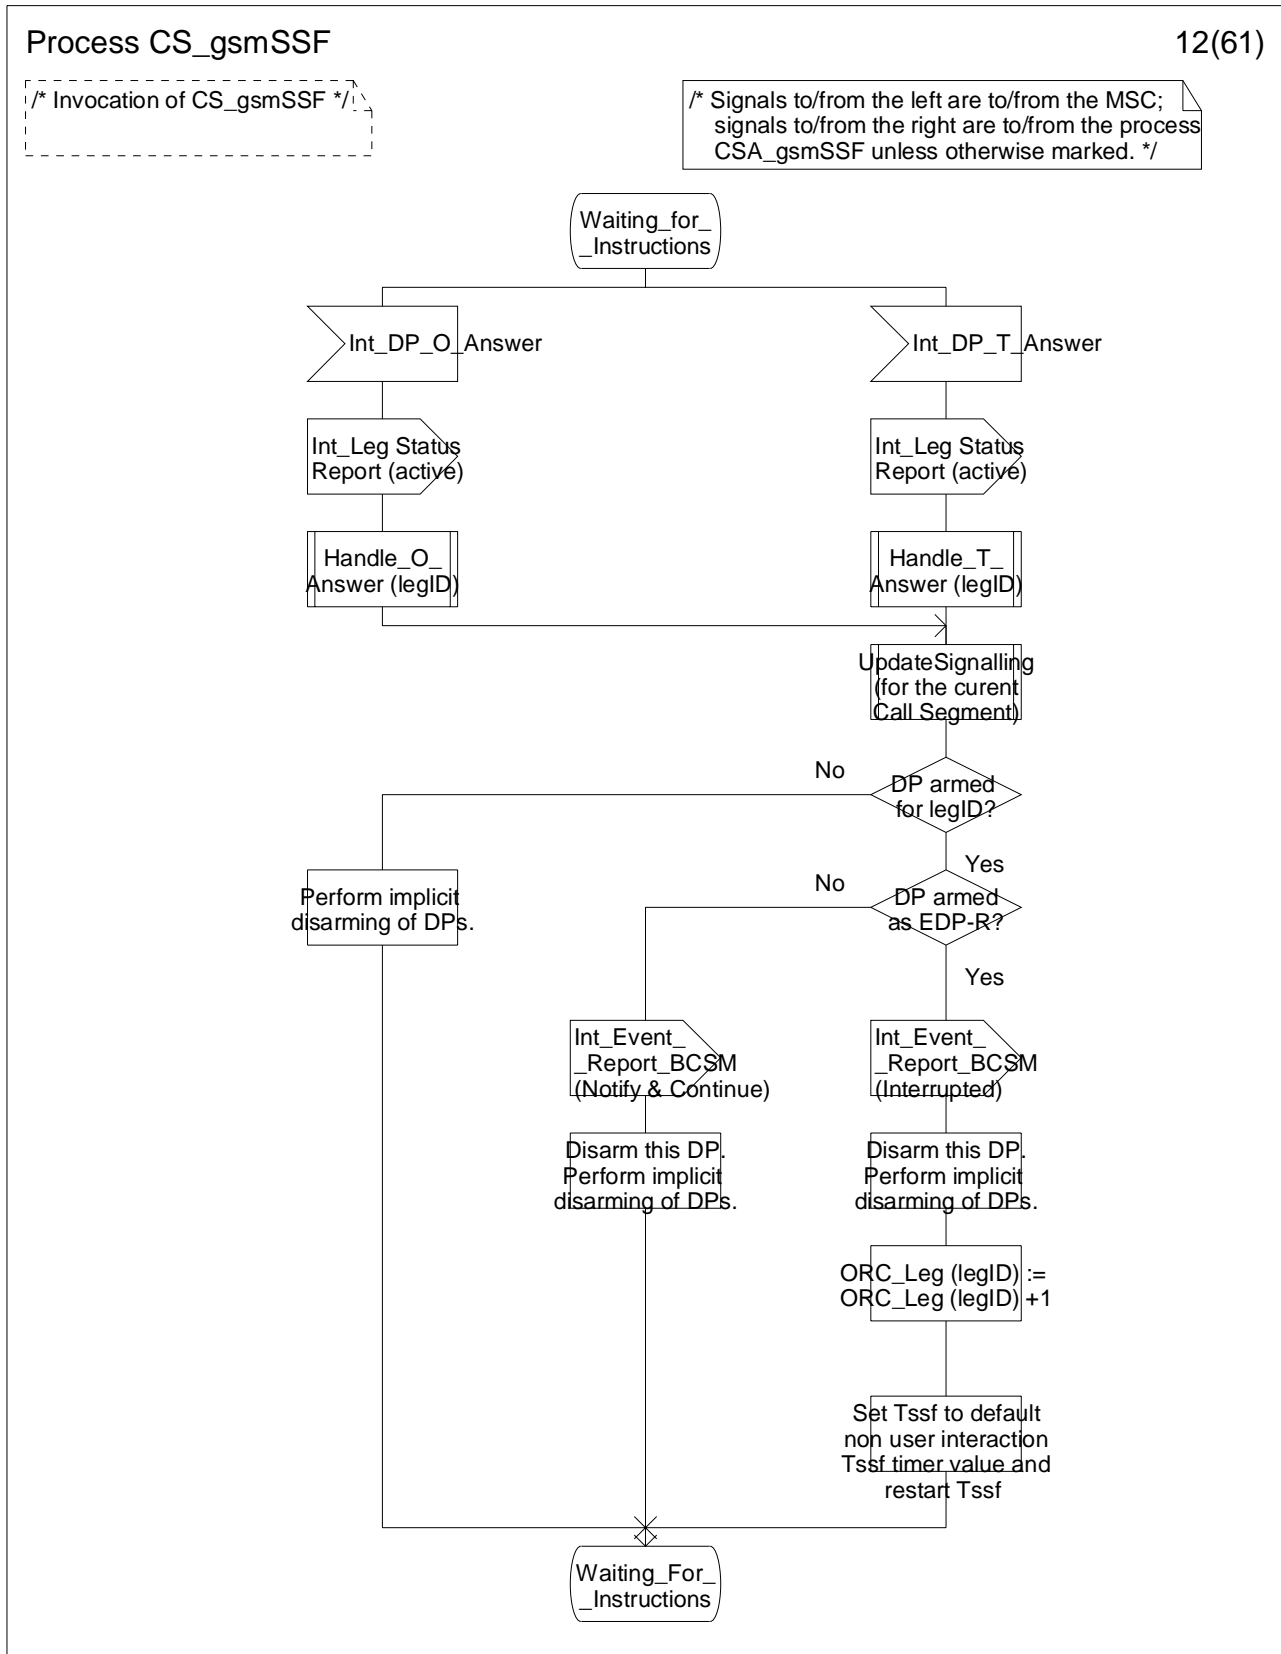 Process CS_gsmSSF
12(61)
/* Invocation of CS_gsmSSF */
/* Signals to/from the left are to/from the MSC;
signals to/from the right are to/from the process
CSA_gsmSSF unless otherwise marked. */
Waiting_for_
_Instructions
Int_DP_O_Answer
Int_DP_T_Answer
Int_Leg Status
Report (active)
Int_Leg Status
Report (active)
Handle_O_
Answer (legID)
Handle_T_
Answer (legID)
UpdateSignalling
(for the curent
Call Segment)
No
DP armed
for legID?
Yes
Perform implicit
disarming of DPs.
No
DP armed
as EDP-R?
Yes
Int_Event_
_Report_BCSM
(Notify & Continue)
Int_Event_
_Report_BCSM
(Interrupted)
Disarm this DP.
Perform implicit
disarming of DPs.
Disarm this DP.
Perform implicit
disarming of DPs.
ORC_Leg (legID) :=
ORC_Leg (legID) +1
Set Tssf to default
non user interaction
Tssf timer value and
restart Tssf
Waiting_For_
_Instructions